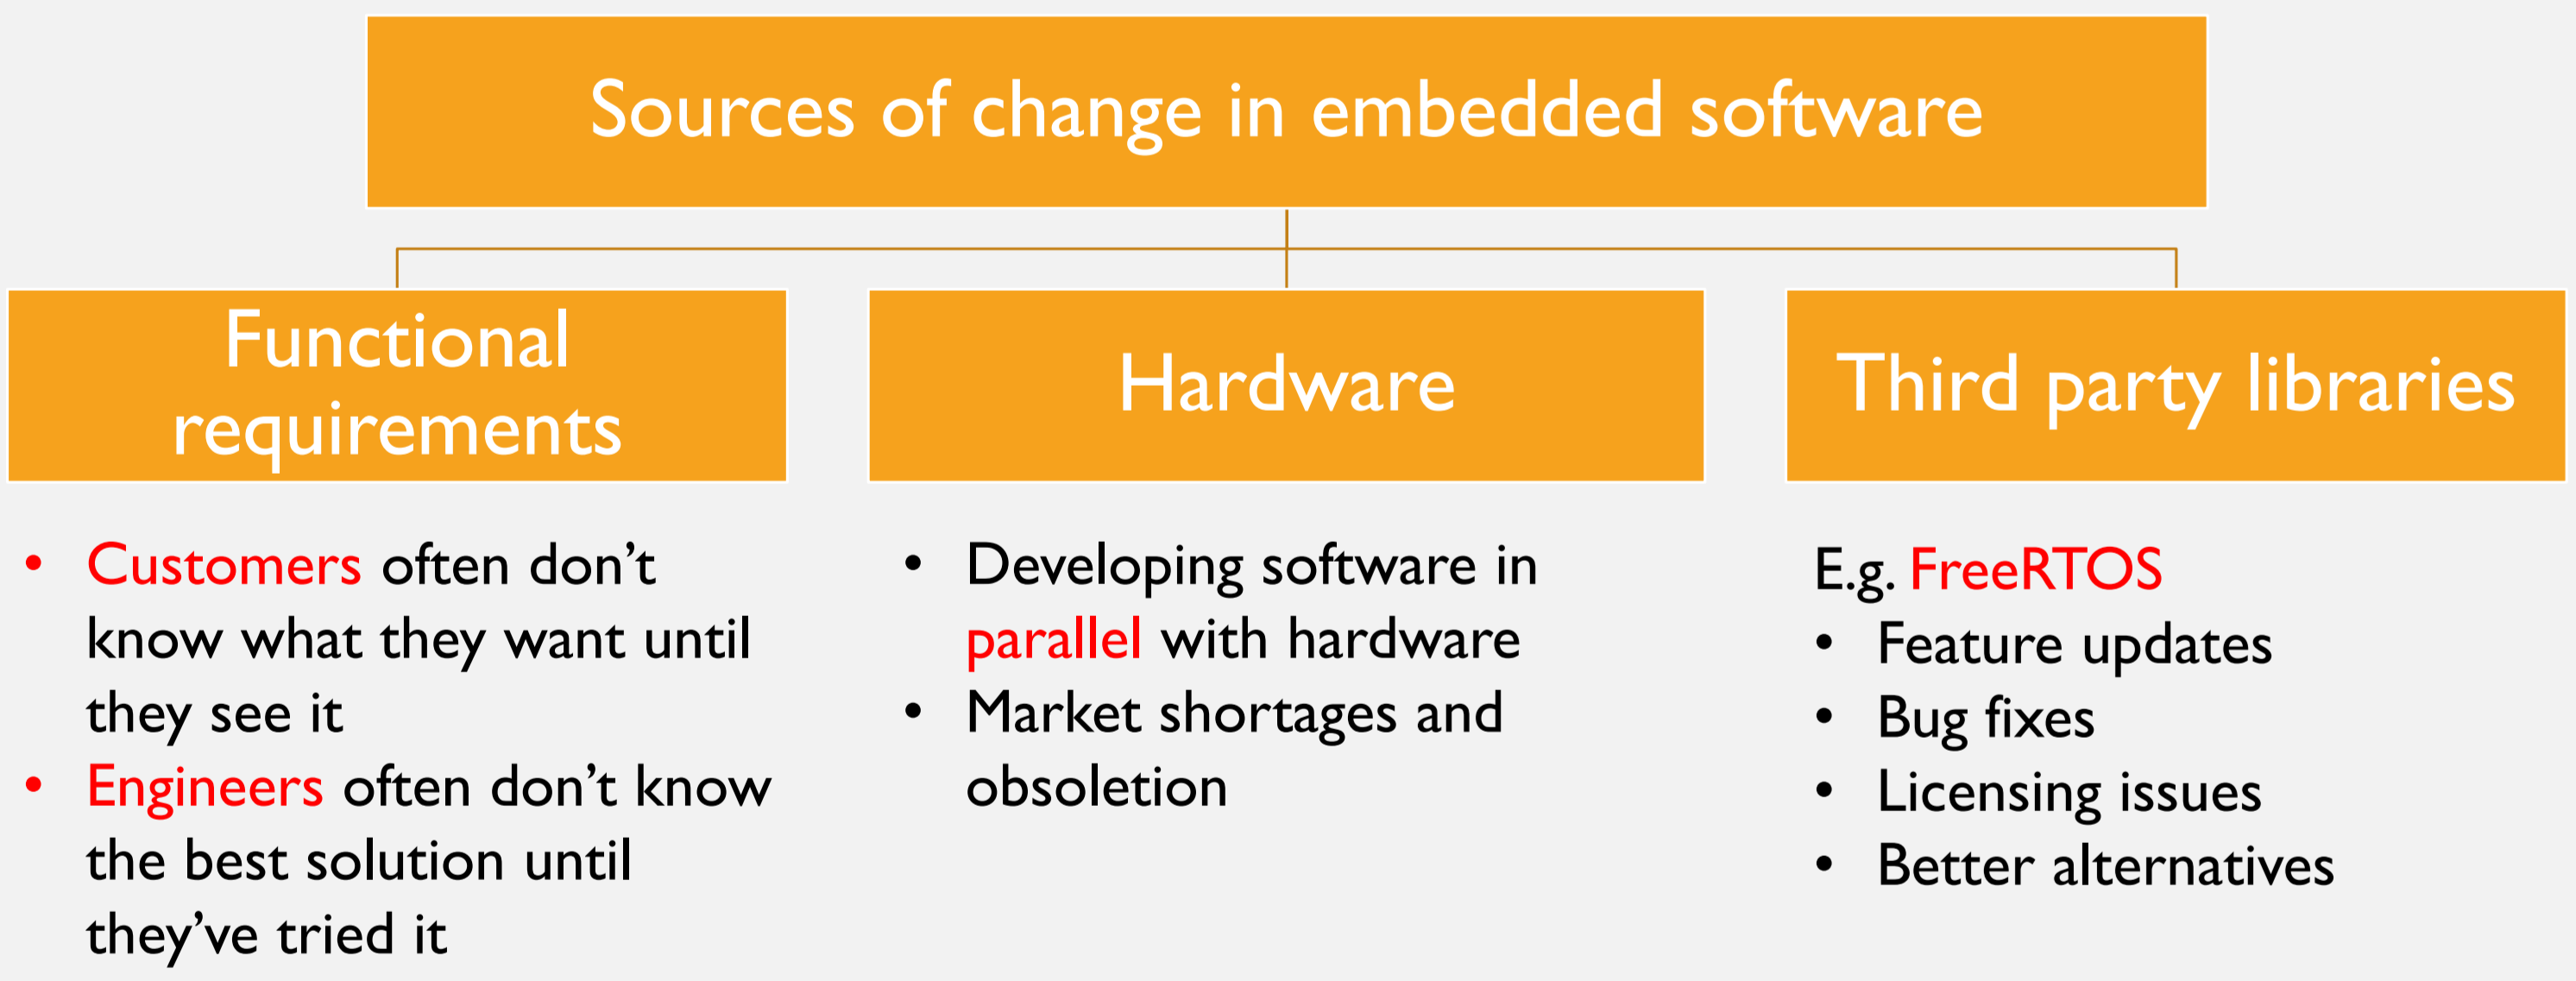 Sources of change in embedded software
Functional
requirements
• Customers often don’t
know what they want until
they see it
• Engineers often don’t know
the best solution until
they’ve tried it
Hardware
• Developing software in
parallel with hardware
• Market shortages and
obsoletion
Third party libraries
E.g. FreeRTOS
• Feature updates
• Bug fixes
• Licensing issues
• Better alternatives